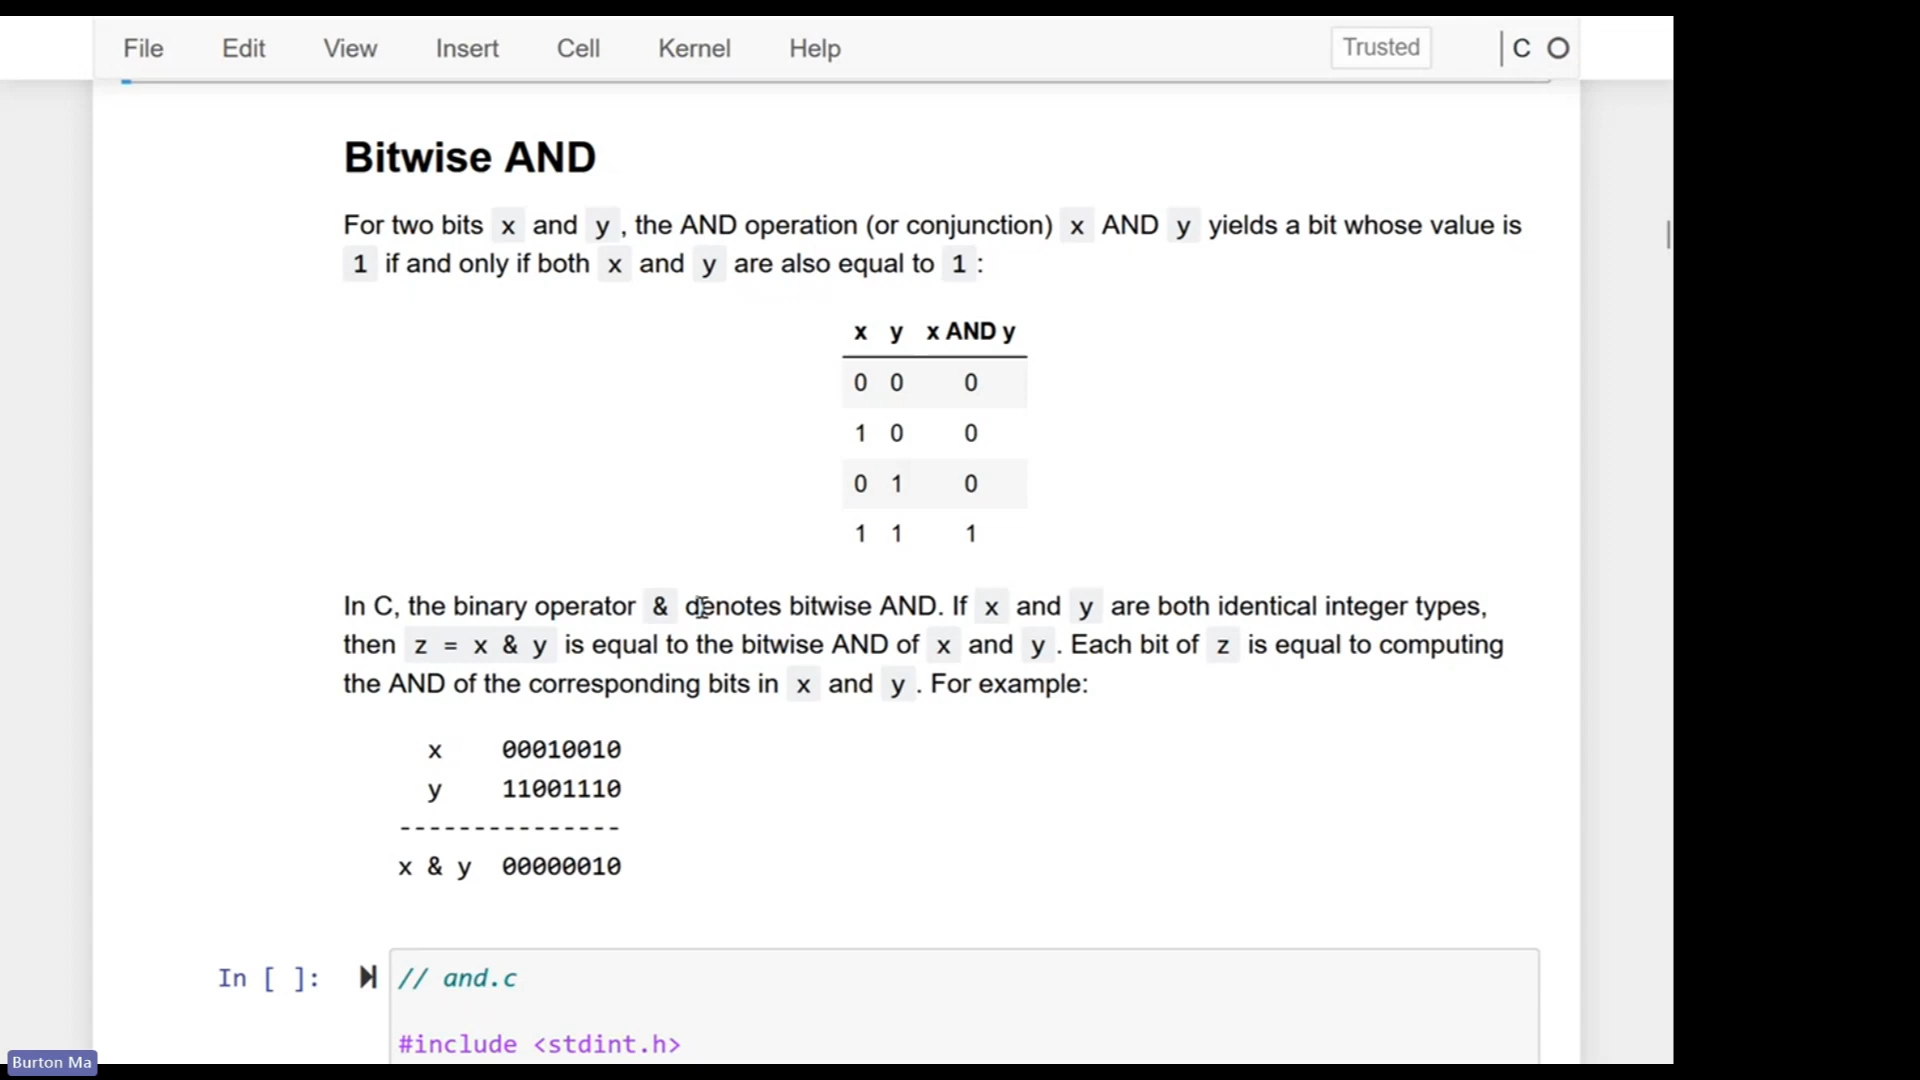 File Edit View Insert Cell Kernel Help Trusted | C
Bitwise AND
For two bits x and y , the AND operation (or conjunction) x AND y yields a bit whose value is
1 if and only if both x and y are also equal to 1 :
x y x AND y
0 0 0
1 0 0
0 1 0
1 1 1
In C, the binary operator & denotes bitwise AND. If x and y are both identical integer types,
then z = x & y is equal to the bitwise AND of x and y . Each bit of z is equal to computing
the AND of the corresponding bits in x and y . For example:
x 00010010
y 11001110
---------------
x & y 00000010
In [ ]: // and.c
#include <stdint.h>
Burton Ma